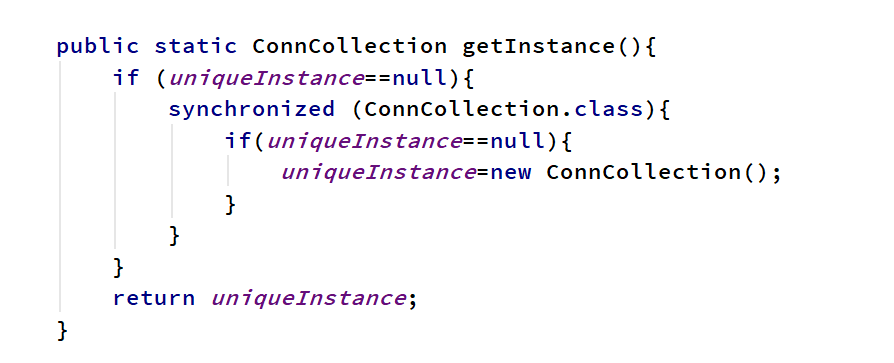 public static ConnCollection getInstance(){
    if (uniqueInstance==null){
        synchronized (ConnCollection.class){
            if(uniqueInstance==null){
                uniqueInstance=new ConnCollection();
            }
        }
    }
    return uniqueInstance;
}